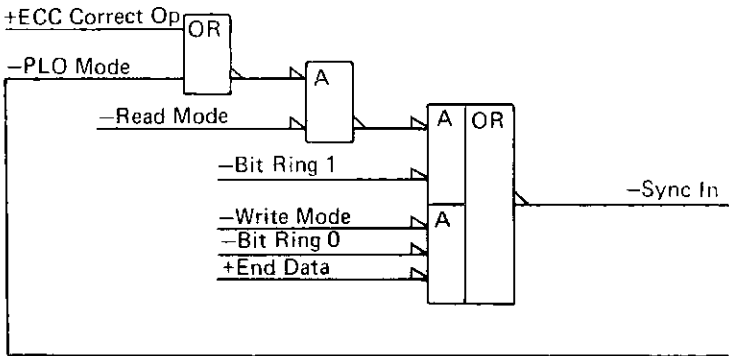 +ECC Correct Op
OR
−PLO Mode
A
−Read Mode
A OR
−Bit Ring 1
−Sync In
−Write Mode
A
−Bit Ring 0
+End Data